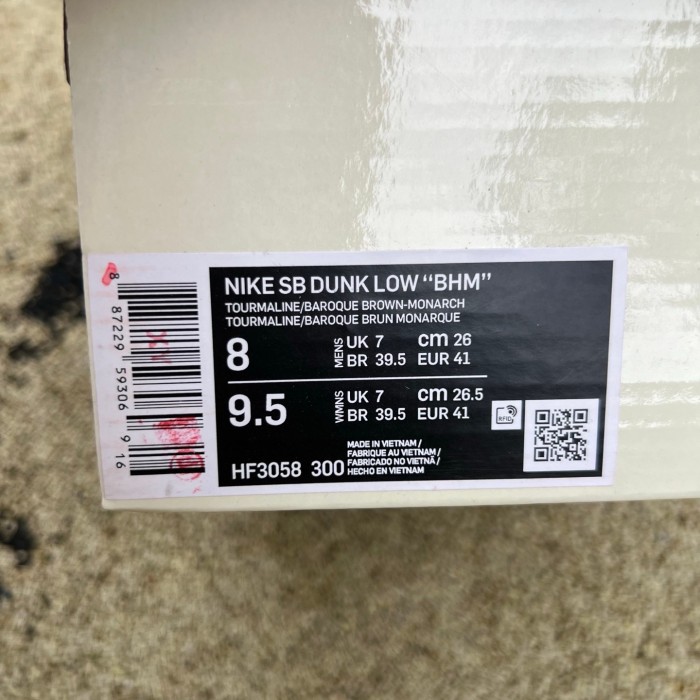 NIKE SB DUNK LOW “BHM”
TOURMALINE/BAROQUE BROWN-MONARCH
TOURMALINE/BAROQUE BRUN MONARQUE
8 MENS UK 7 cm 26
BR 39.5 EUR 41
9.5 WMNS UK 7 cm 26.5
BR 39.5 EUR 41
RFID
HF3058 300
MADE IN VIETNAM /
FABRIQUE AU VIETNAM /
FABRICADO NO VIETNÃ /
HECHO EN VIETNAM
8 87229 59306 9 16